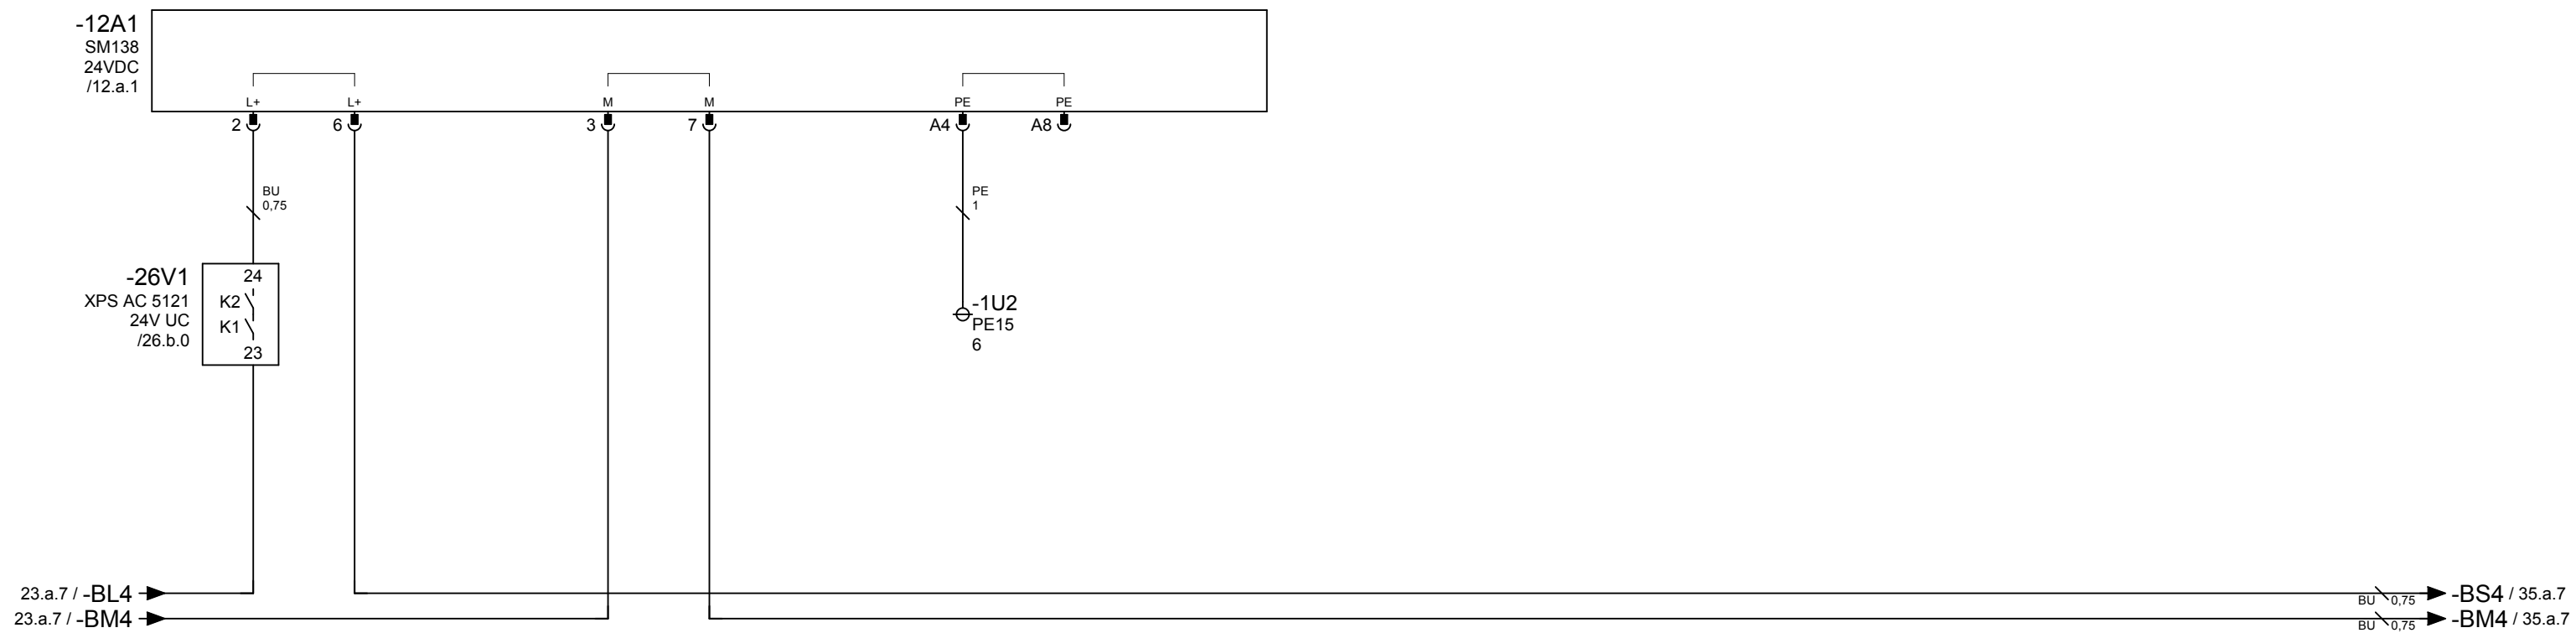 -12A1
SM138
24VDC
/12.a.1
L+ L+ M M PE PE
2 6 3 7 A4 A8
BU
0,75
PE
1
-26V1
XPS AC 5121
24V UC
/26.b.0
24
K2
K1
23
-1U2
PE15
6
23.a.7 / -BL4
BU 0,75
-BS4 / 35.a.7
23.a.7 / -BM4
BU 0,75
-BM4 / 35.a.7